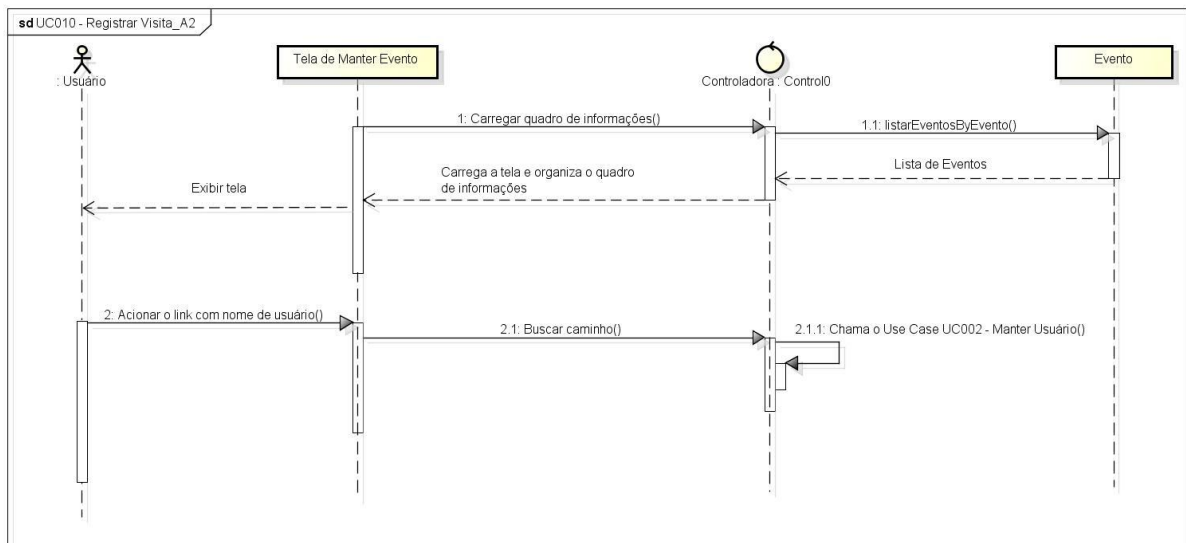 sd UC010 - Registrar Visita_A2
: Usuário
Tela de Manter Evento
Controladora : Control0
Evento
1: Carregar quadro de informações()
1.1: listarEventosByEvento()
Lista de Eventos
Carrega a tela e organiza o quadro
de informações
Exibir tela
2: Acionar o link com nome de usuário()
2.1: Buscar caminho()
2.1.1: Chama o Use Case UC002 - Manter Usuário()